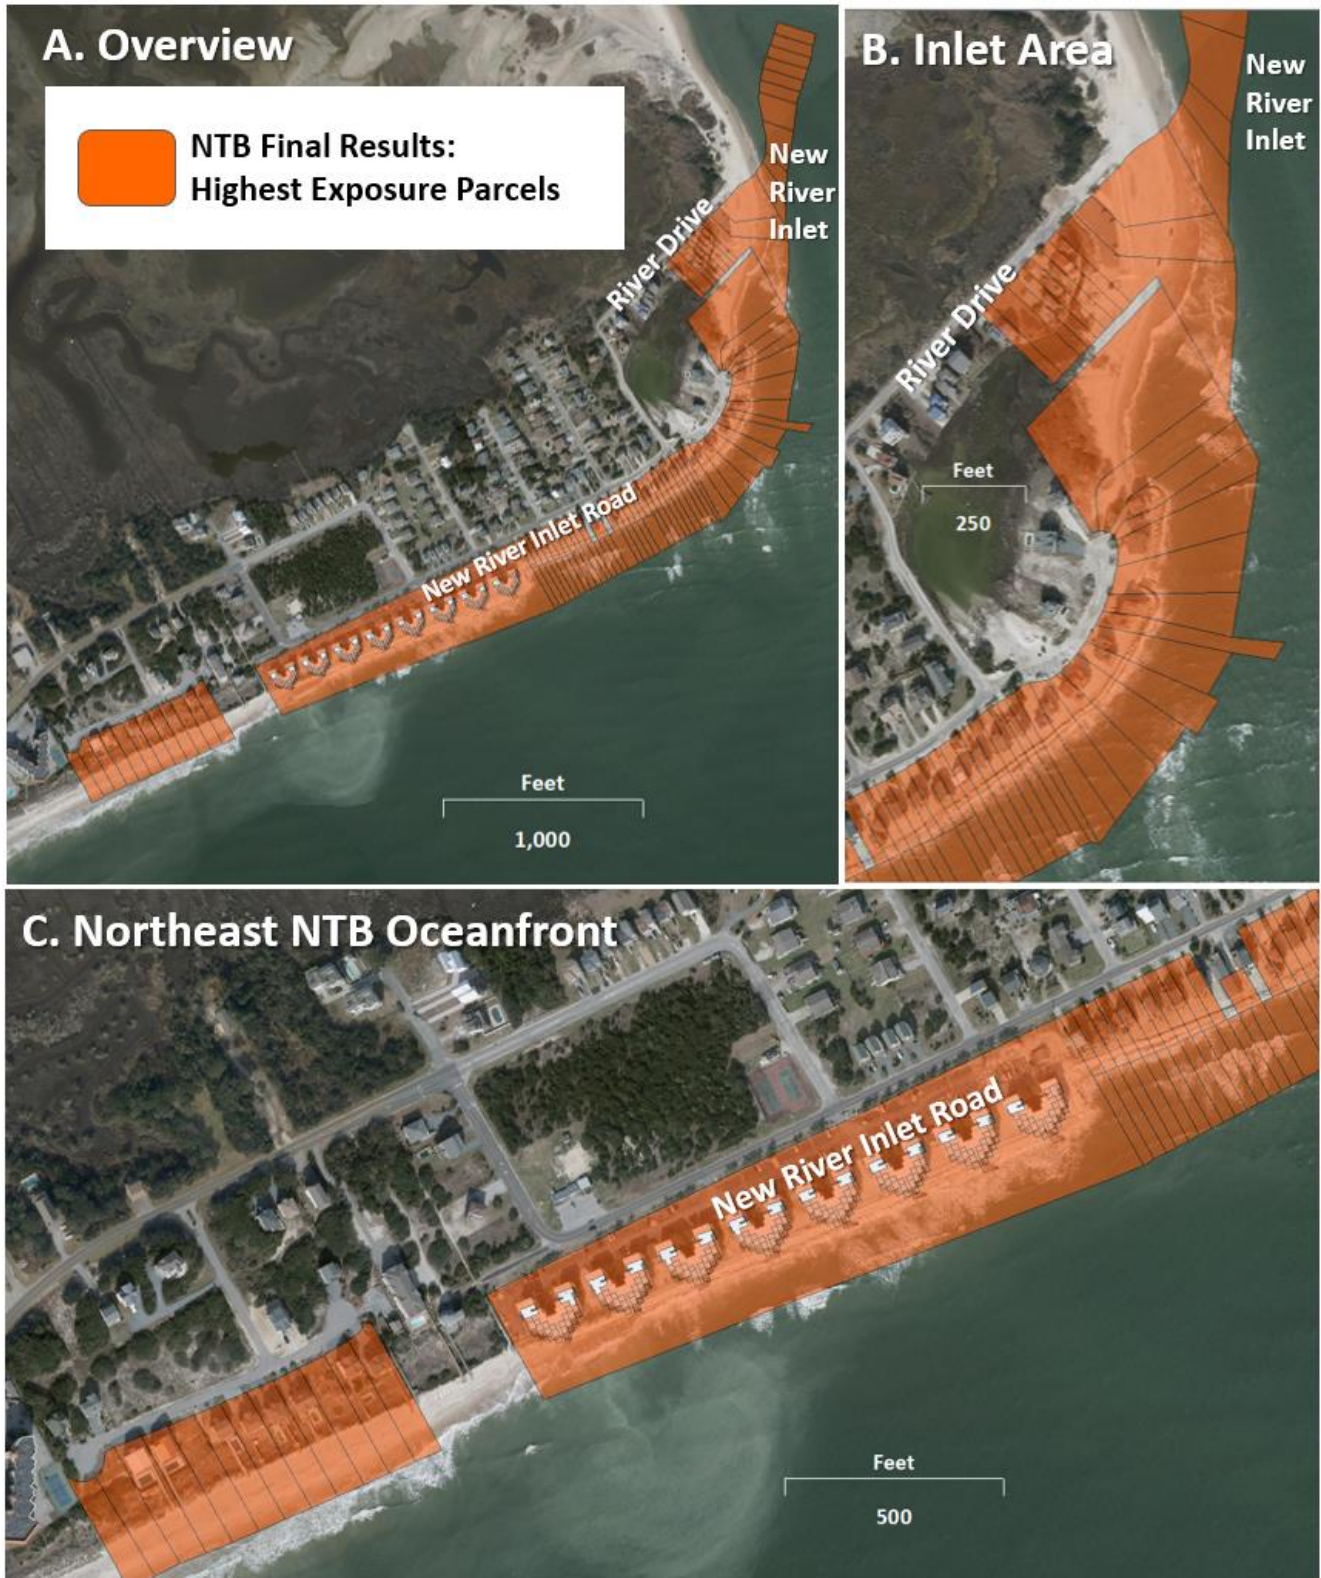 A. Overview
NTB Final Results:
Highest Exposure Parcels
New
River
Inlet
River Drive
New River Inlet Road
Feet
1,000
B. Inlet Area
New
River
Inlet
River Drive
Feet
250
C. Northeast NTB Oceanfront
New River Inlet Road
Feet
500